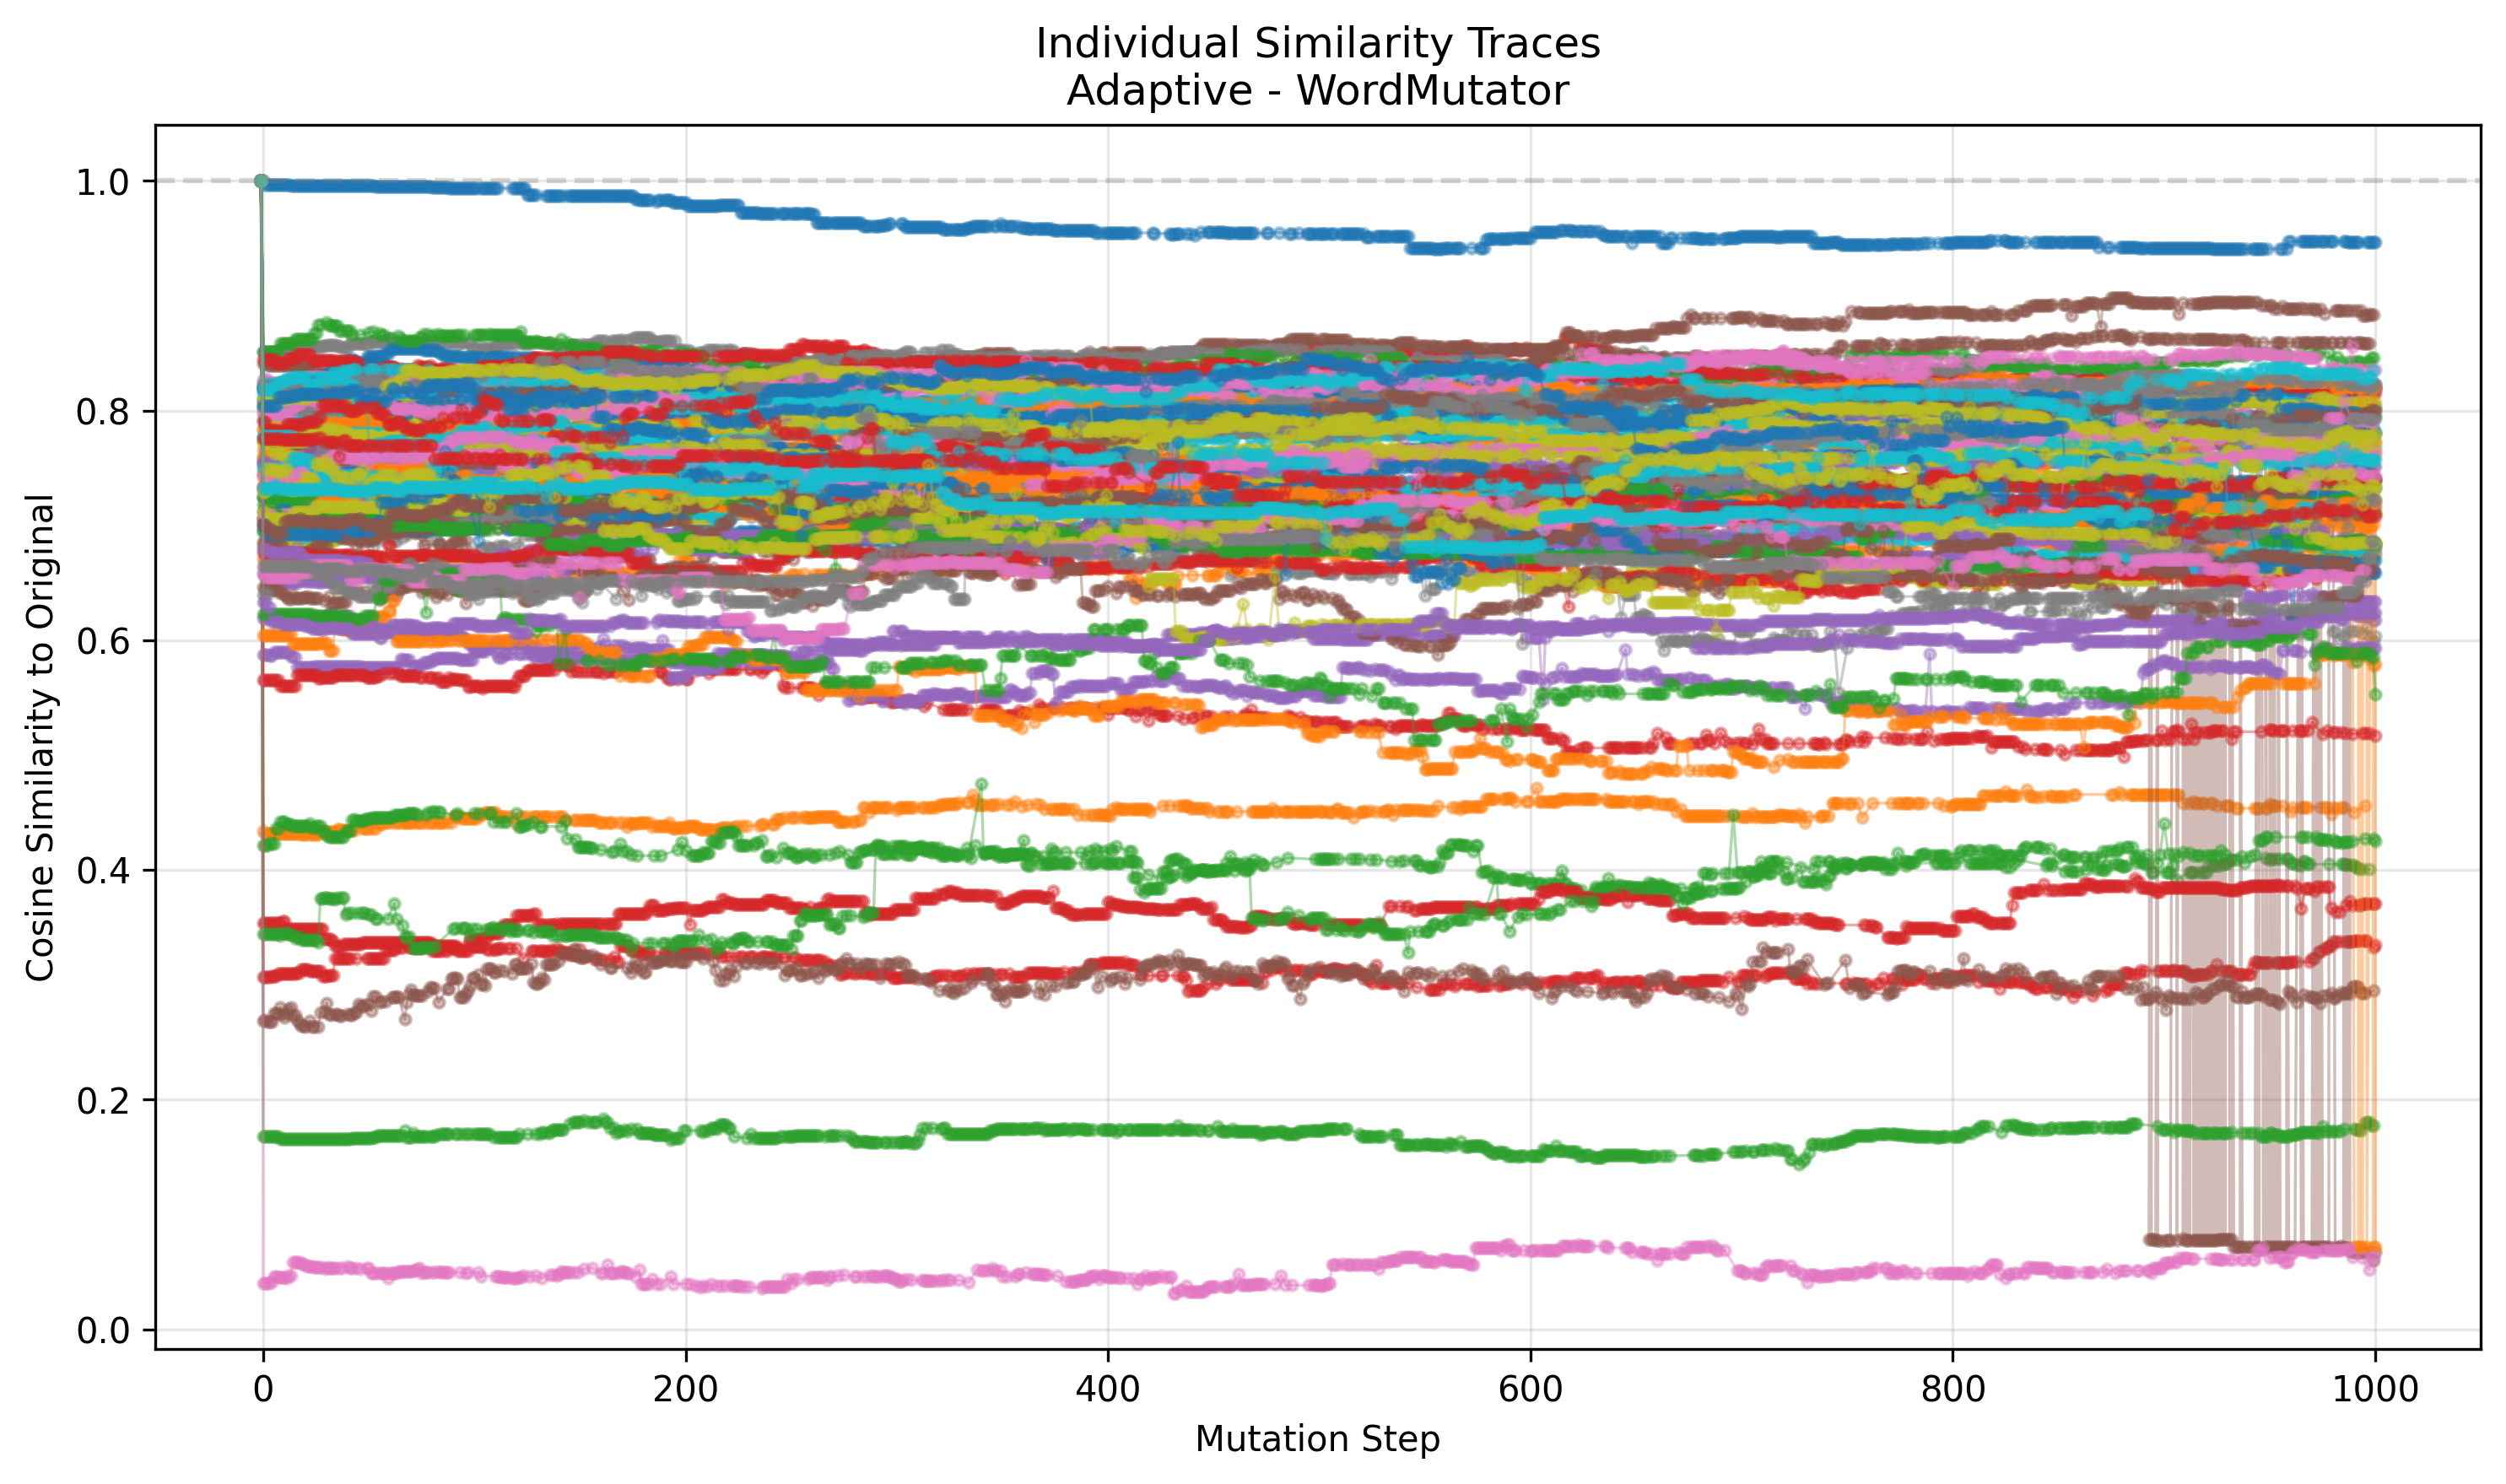 Individual Similarity Traces
Adaptive - WordMutator
Cosine Similarity to Original
1.0
0.8
0.6
0.4
0.2
0.0
0 200 400 600 800 1000
Mutation Step